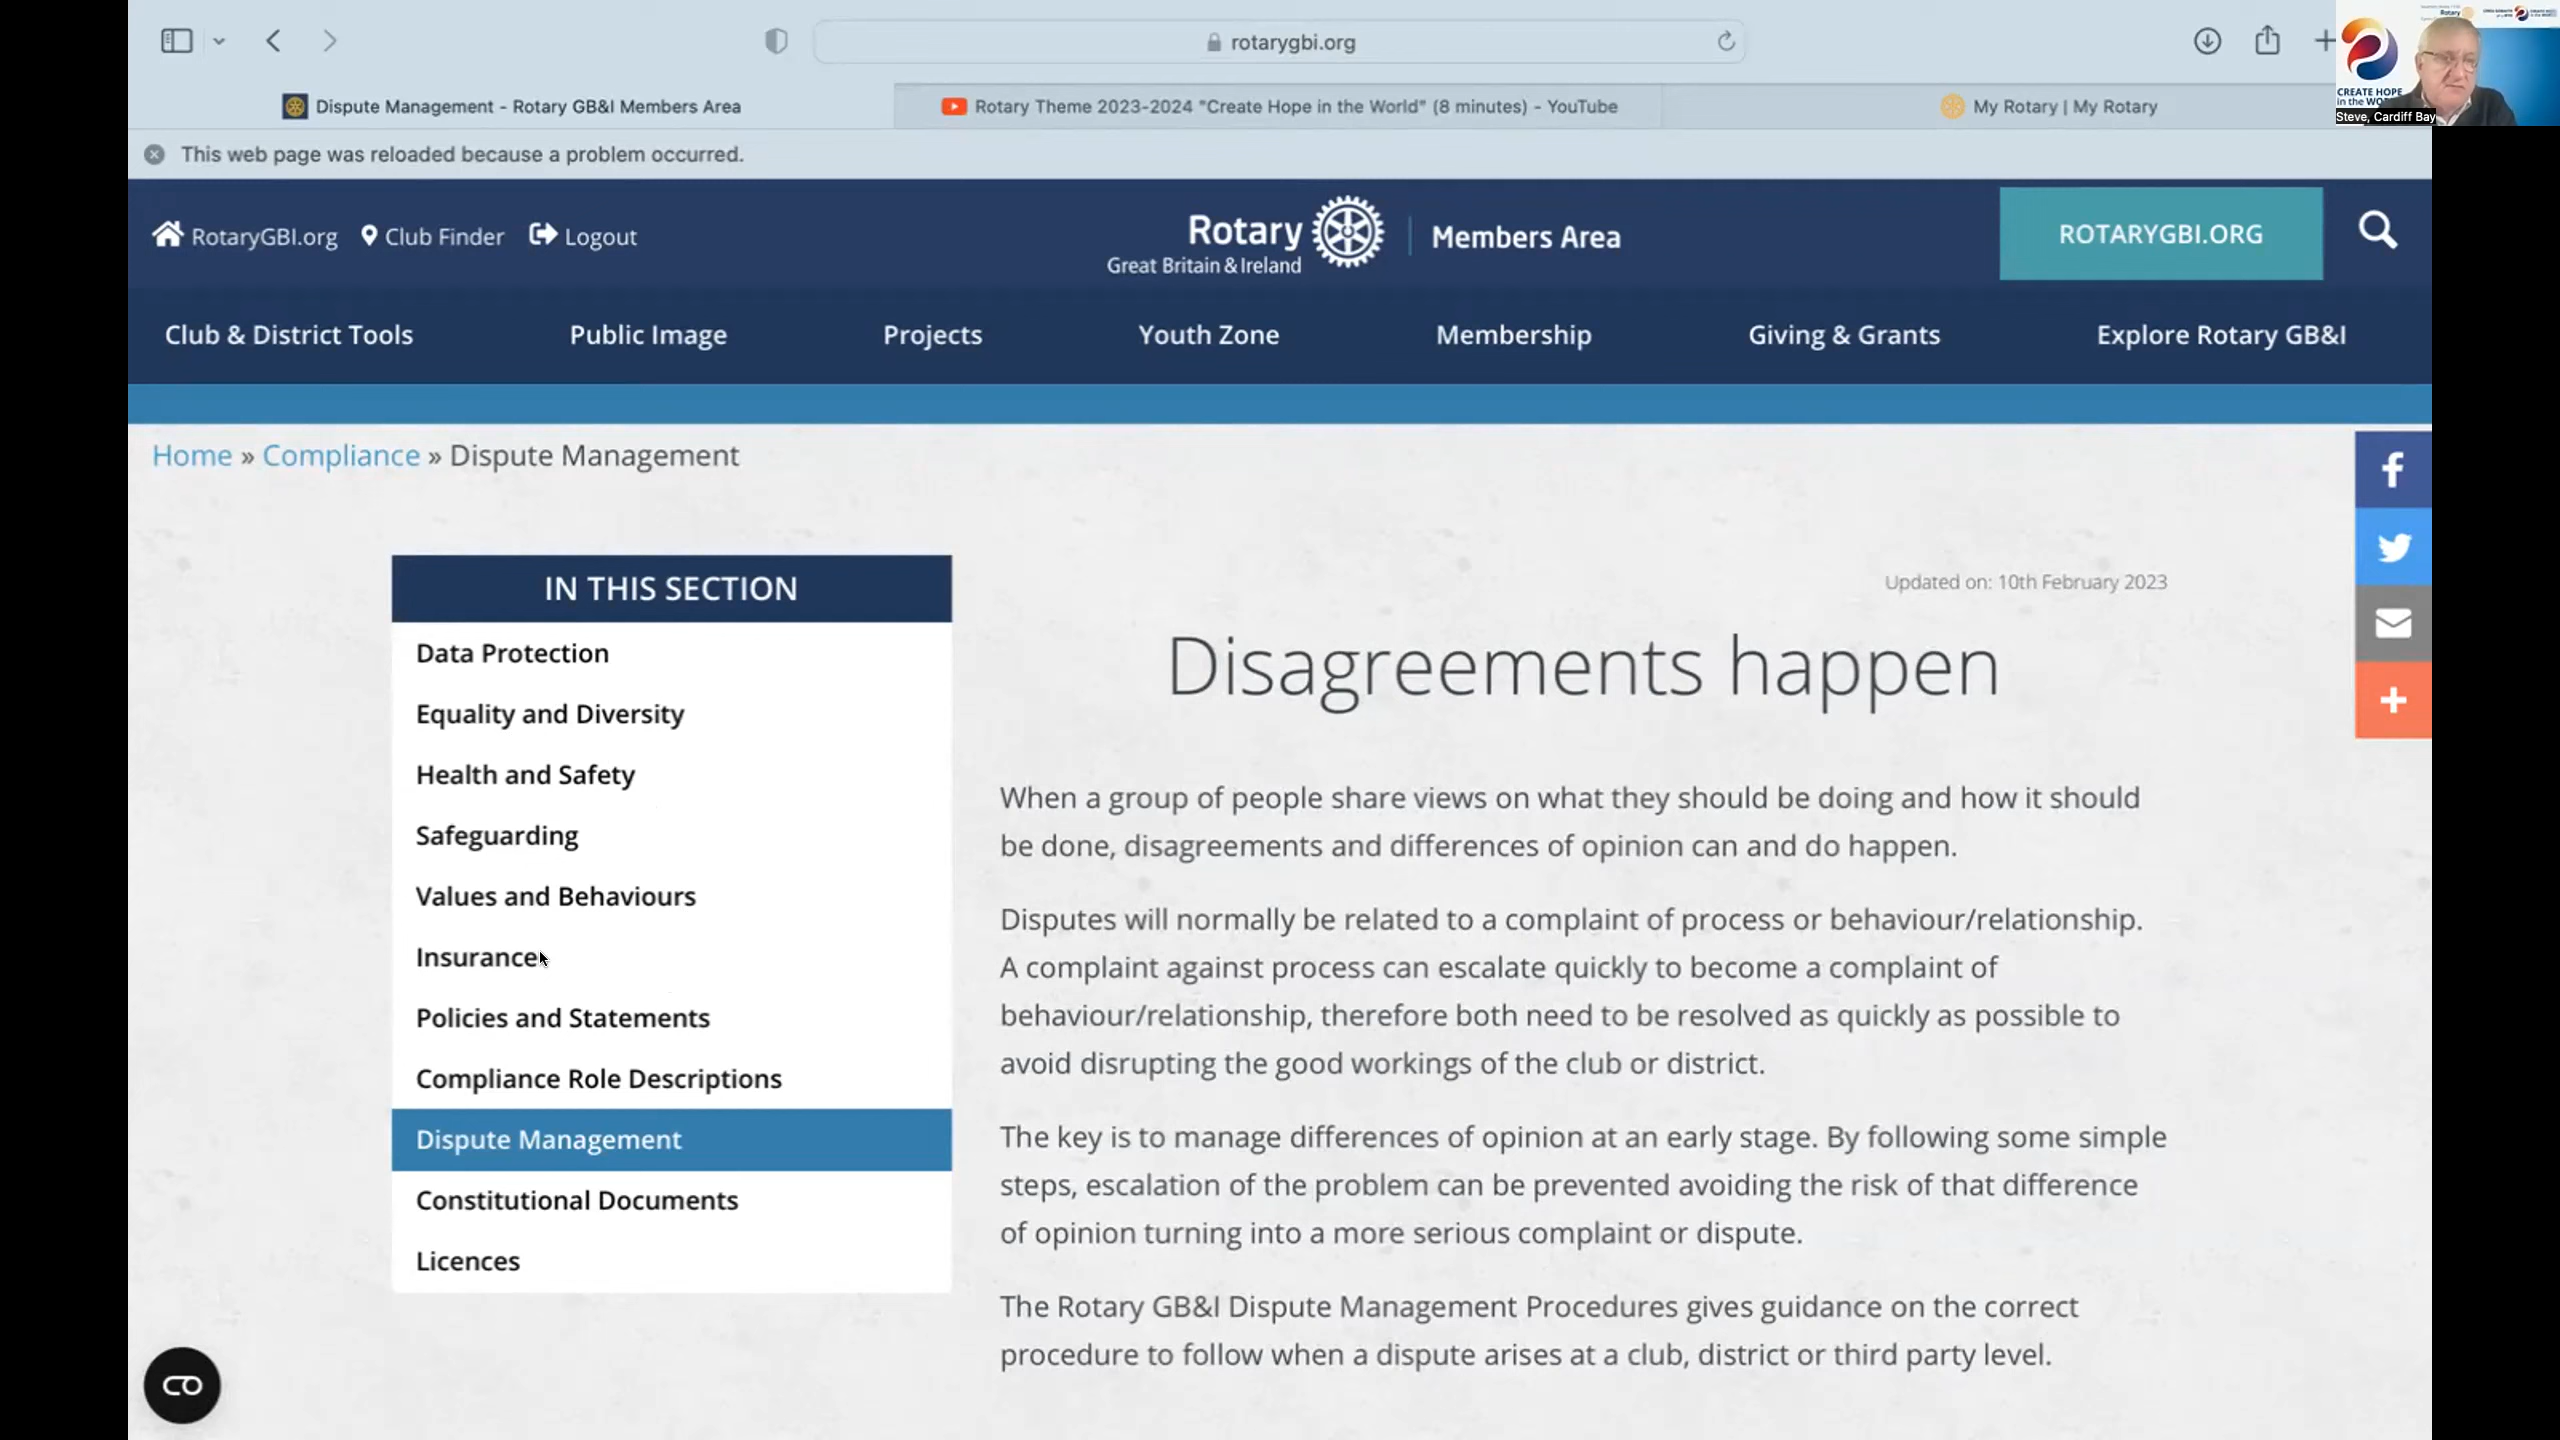 rotarygbi.org
Dispute Management - Rotary GB&I Members Area
Rotary Theme 2023-2024 "Create Hope in the World" (8 minutes) - YouTube
My Rotary | My Rotary
CREATE HOPE
in the WO
Steve, Cardiff Bay
This web page was reloaded because a problem occurred.
RotaryGBI.org
Club Finder
Logout
Rotary
Great Britain & Ireland
Members Area
ROTARYGBI.ORG
Club & District Tools
Public Image
Projects
Youth Zone
Membership
Giving & Grants
Explore Rotary GB&I
Home » Compliance » Dispute Management
IN THIS SECTION
Data Protection
Equality and Diversity
Health and Safety
Safeguarding
Values and Behaviours
Insurance
Policies and Statements
Compliance Role Descriptions
Dispute Management
Constitutional Documents
Licences
Updated on: 10th February 2023
Disagreements happen
When a group of people share views on what they should be doing and how it should
be done, disagreements and differences of opinion can and do happen.
Disputes will normally be related to a complaint of process or behaviour/relationship.
A complaint against process can escalate quickly to become a complaint of
behaviour/relationship, therefore both need to be resolved as quickly as possible to
avoid disrupting the good workings of the club or district.
The key is to manage differences of opinion at an early stage. By following some simple
steps, escalation of the problem can be prevented avoiding the risk of that difference
of opinion turning into a more serious complaint or dispute.
The Rotary GB&I Dispute Management Procedures gives guidance on the correct
procedure to follow when a dispute arises at a club, district or third party level.